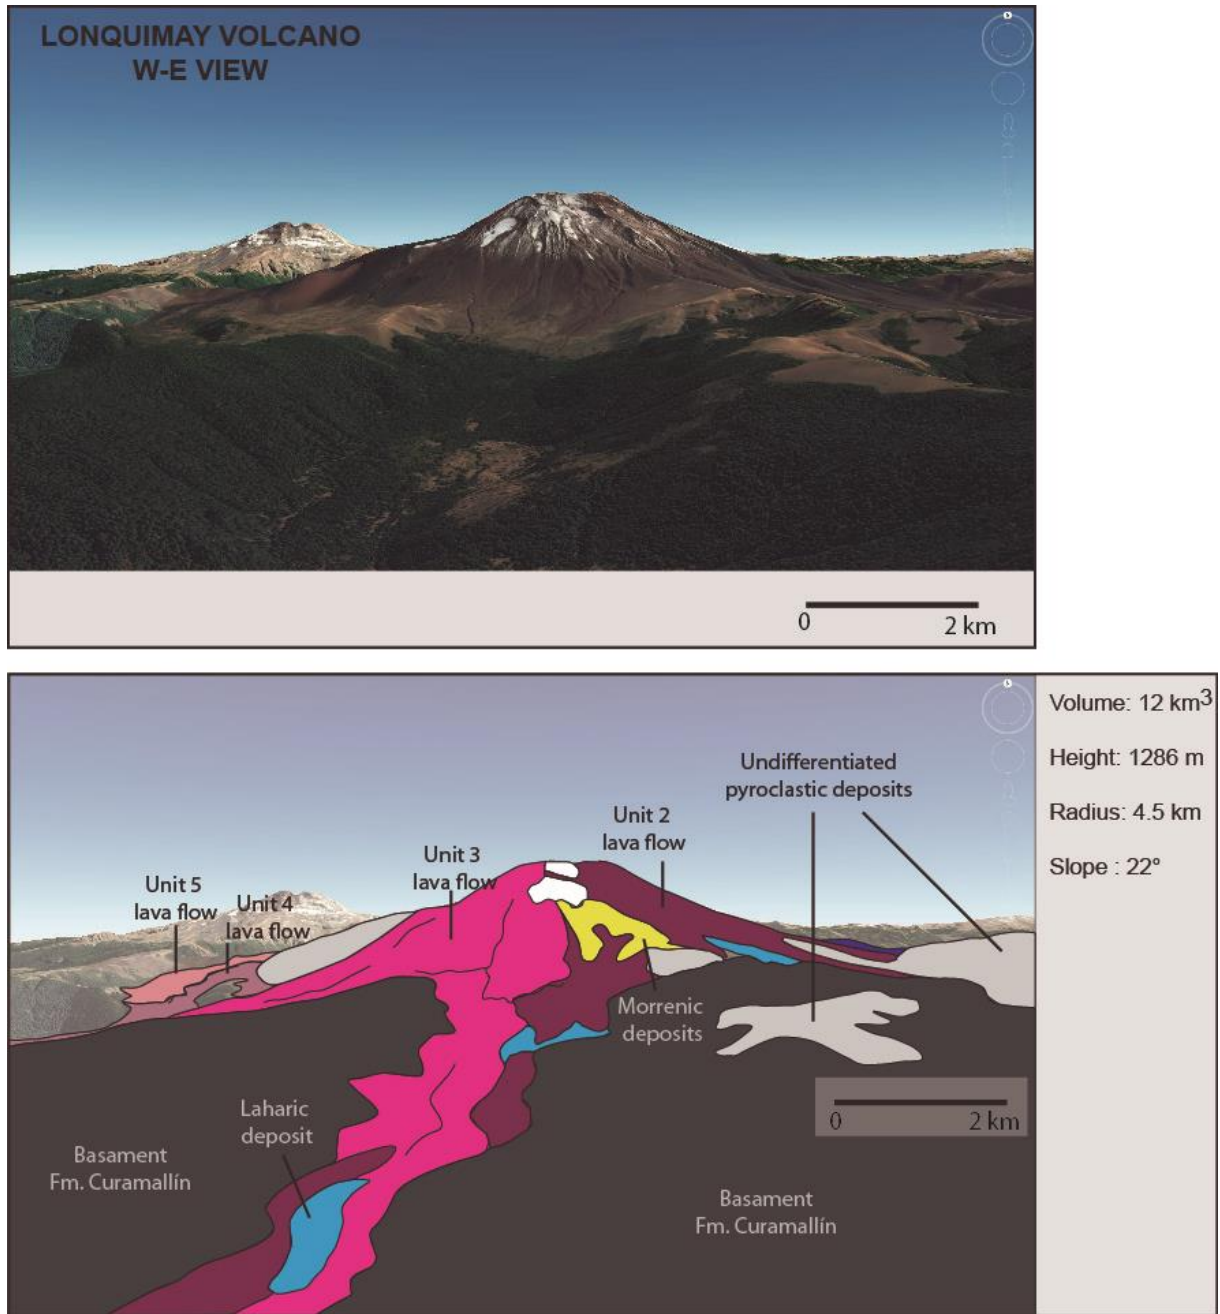 LONQUIMAY VOLCANO
W-E VIEW
0 2 km
Volume: 12 km3
Height: 1286 m
Radius: 4.5 km
Slope : 22°
Undifferentiated
pyroclastic deposits
Unit 2
lava flow
Unit 3
lava flow
Unit 5
lava flow
Unit 4
lava flow
Morrenic
deposits
Laharic
deposit
0 2 km
Basament
Fm. Curamallín
Basament
Fm. Curamallín